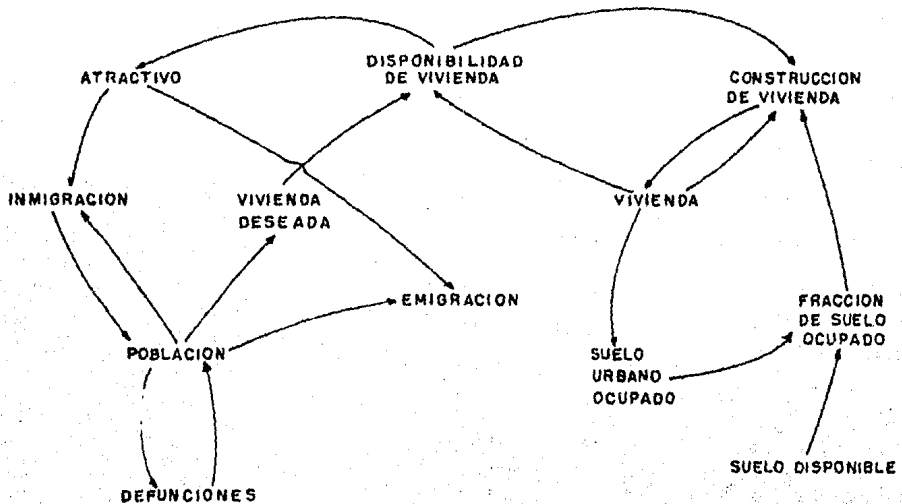 DISPONIBILIDAD
DE VIVIENDA
ATRACTIVO
CONSTRUCCION
DE VIVIENDA
INMIGRACION
VIVIENDA
DESEADA
VIVIENDA
EMIGRACION
FRACCION
DE SUELO
OCUPADO
POBLACION
SUELO
URBANO
OCUPADO
SUELO DISPONIBLE
DEFUNCIONES